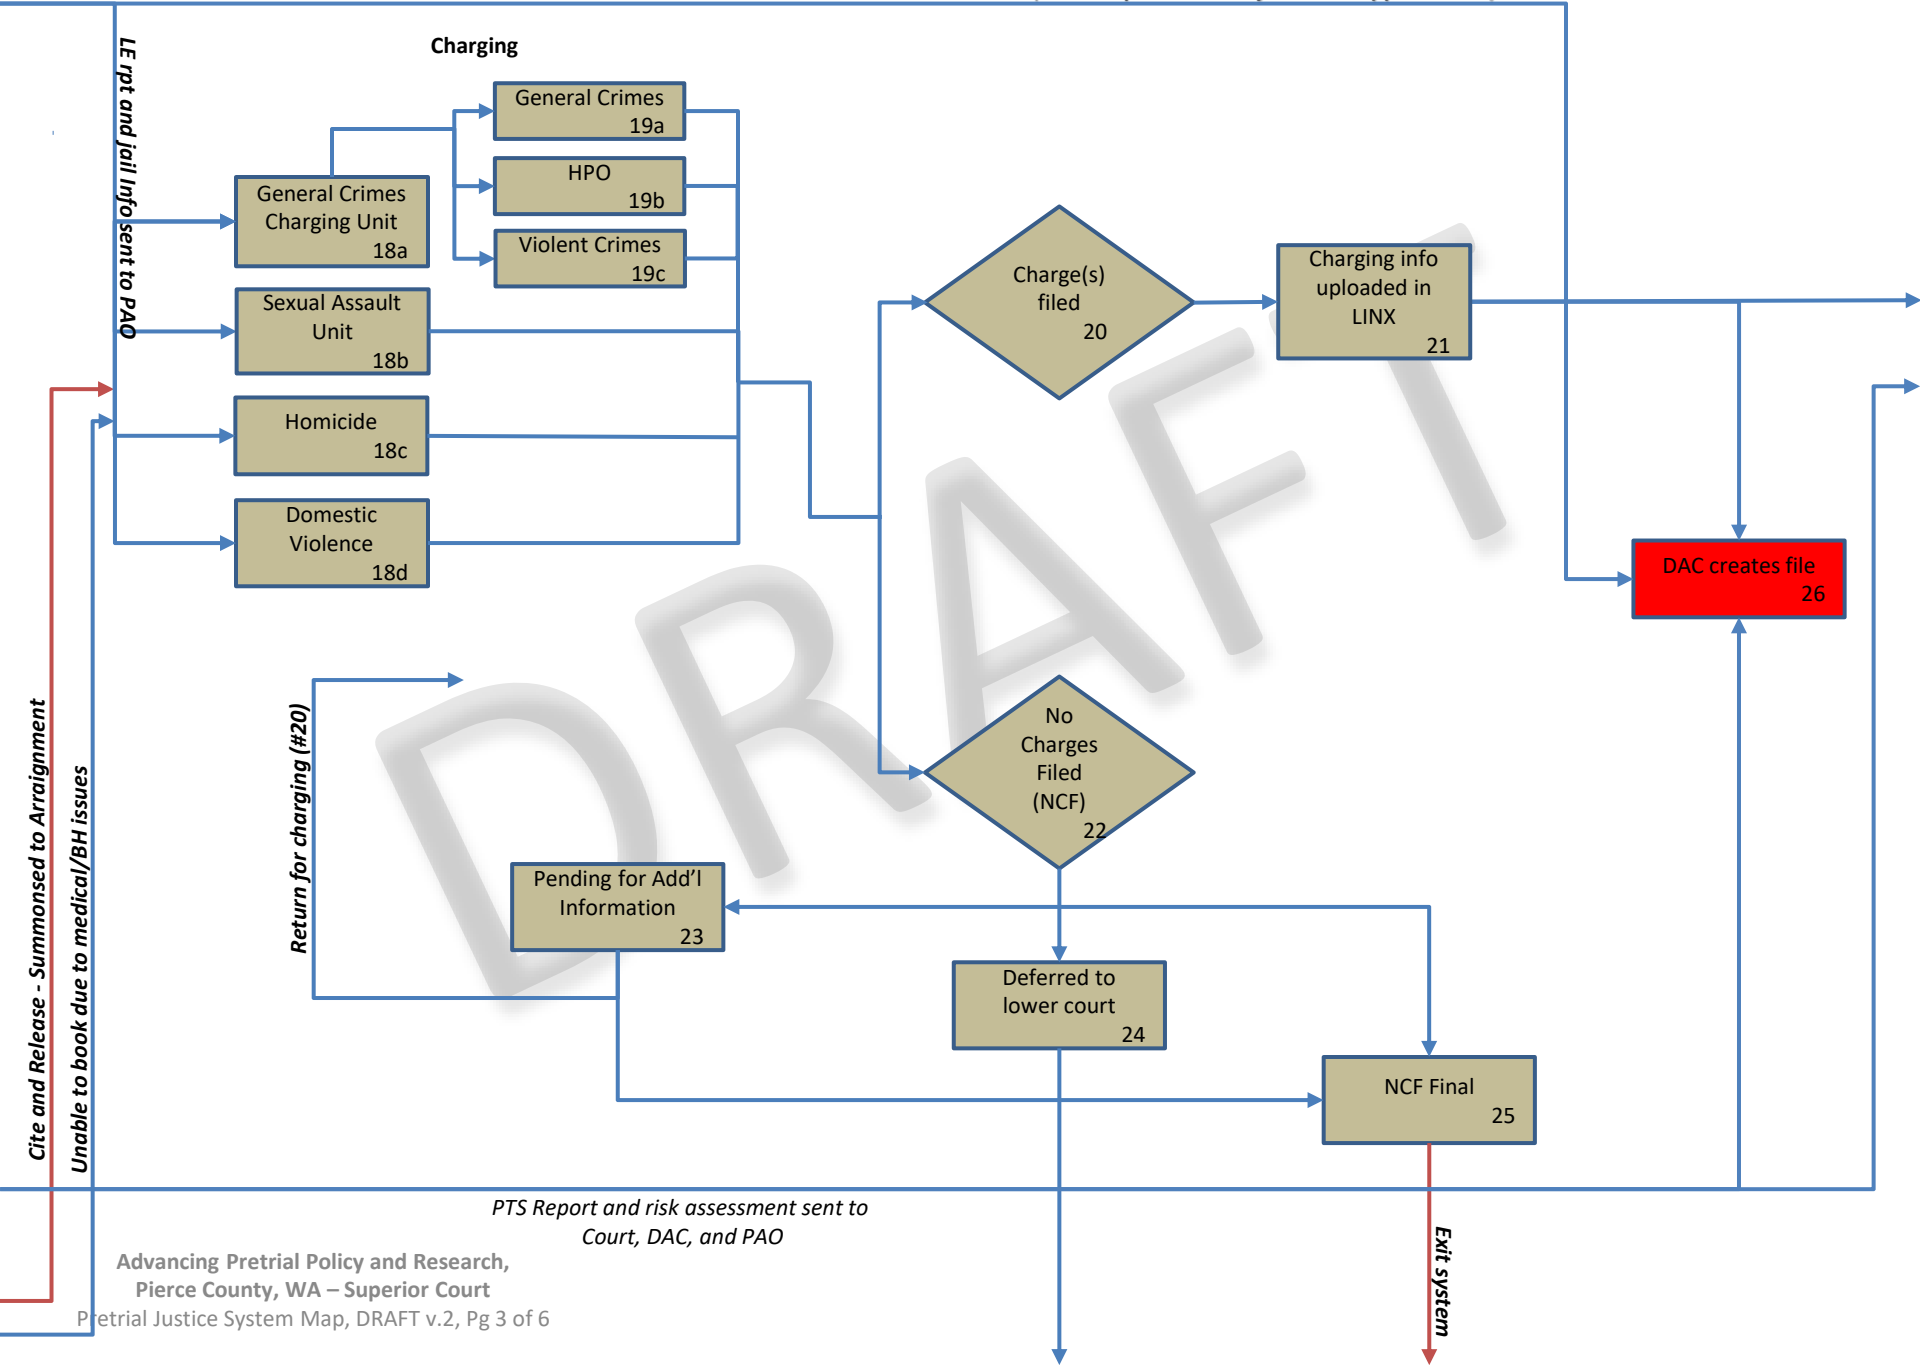 Charging
LE rpt and jail Info sent to PAO
General Crimes
19a
HPO
19b
Violent Crimes
19c
General Crimes
Charging Unit
18a
Sexual Assault
Unit
18b
Homicide
18c
Domestic
Violence
18d
Charge(s)
filed
20
Charging info
uploaded in
LINX
21
DAC creates file
26
No
Charges
Filed
(NCF)
22
Return for charging (#20)
Pending for Add'l
Information
23
Deferred to
lower court
24
NCF Final
25
Cite and Release - Summonsed to Arraignment
Unable to book due to medical/BH issues
PTS Report and risk assessment sent to
Court, DAC, and PAO
Exit system
Advancing Pretrial Policy and Research,
Pierce County, WA – Superior Court
Pretrial Justice System Map, DRAFT v.2, Pg 3 of 6
DRAFT